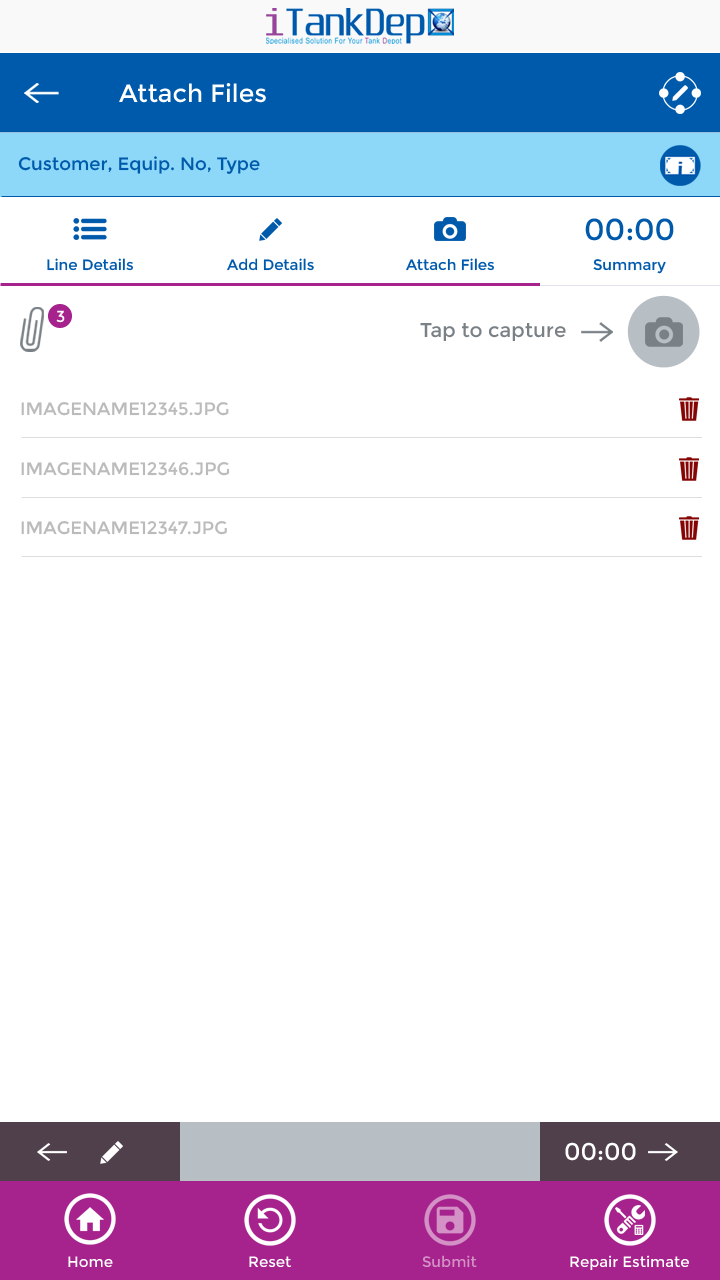 iTankDepo
Specialised Solution For Your Tank Depot
Attach Files
Customer, Equip. No, Type
i
00:00
Line Details
Add Details
Attach Files
Summary
3
Tap to capture
IMAGENAME12345.JPG
IMAGENAME12346.JPG
IMAGENAME12347.JPG
00:00
Home
Reset
Submit
Repair Estimate